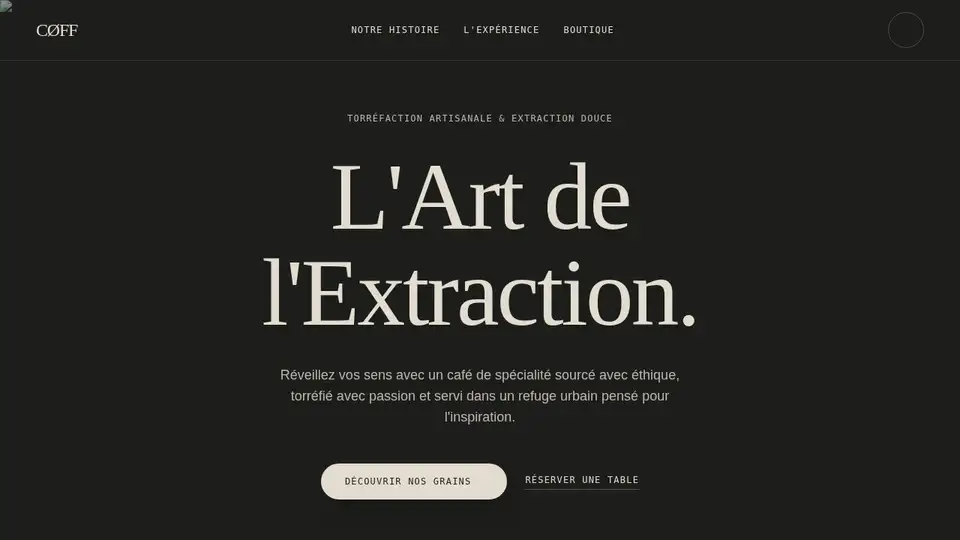 CØFF
NOTRE HISTOIRE L'EXPÉRIENCE BOUTIQUE
TORRÉFACTION ARTISANALE & EXTRACTION DOUCE
L'Art de
l'Extraction.
Réveillez vos sens avec un café de spécialité sourcé avec éthique,
torréfié avec passion et servi dans un refuge urbain pensé pour
l'inspiration.
DÉCOUVRIR NOS GRAINS
RÉSERVER UNE TABLE